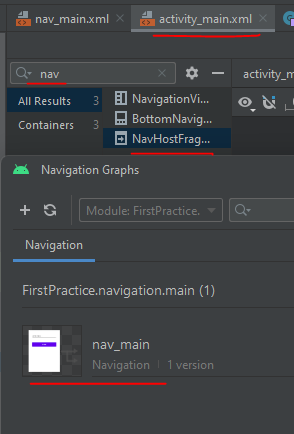 nav_main.xml
activity_main.xml
nav
activity_m
All Results 3
Containers 3
NavigationVi...
BottomNavig...
NavHostFrag...
Navigation Graphs
Module: FirstPractice.
Navigation
FirstPractice.navigation.main (1)
nav_main
Navigation | 1 version